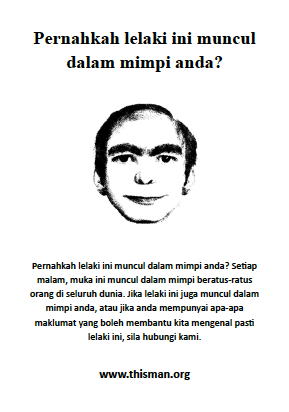 Pernahkah lelaki ini muncul
dalam mimpi anda?
Pernahkah lelaki ini muncul dalam mimpi anda? Setiap
malam, muka ini muncul dalam mimpi beratus-ratus
orang di seluruh dunia. Jika lelaki ini juga muncul dalam
mimpi anda, atau jika anda mempunyai apa-apa
maklumat yang boleh membantu kita mengenal pasti
lelaki ini, sila hubungi kami.
www.thisman.org